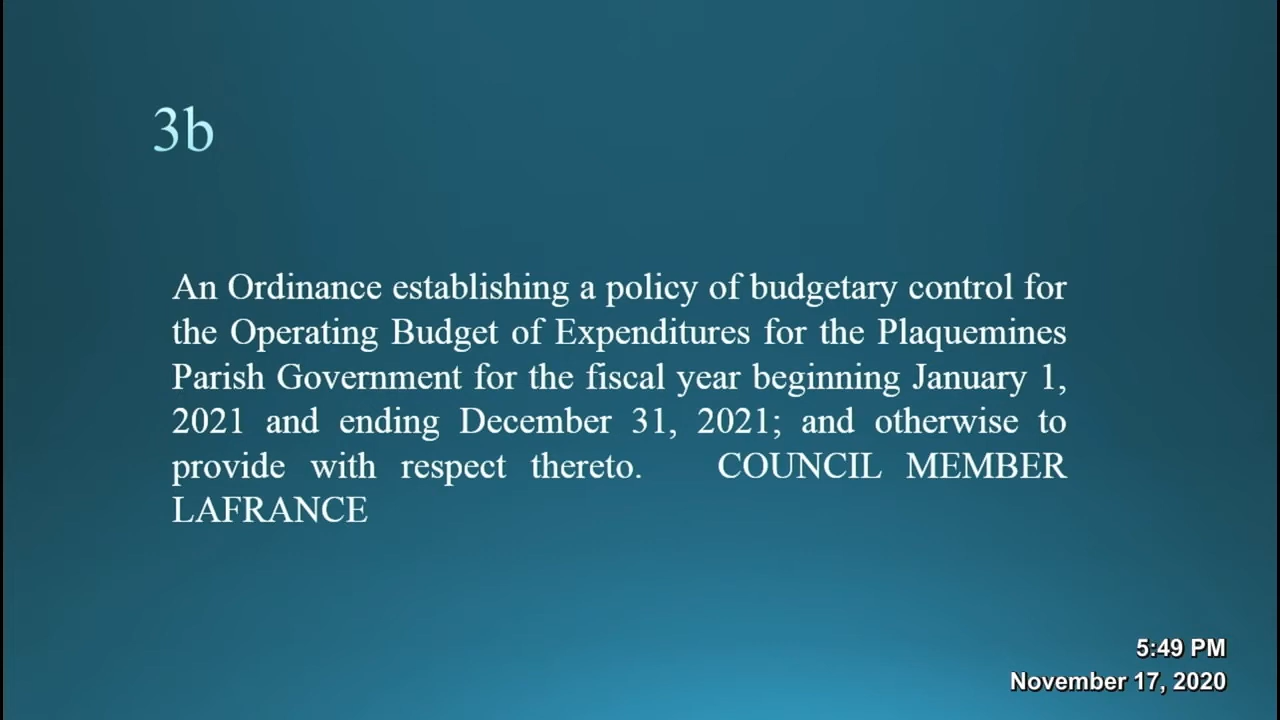 3b
An Ordinance establishing a policy of budgetary control for
the Operating Budget of Expenditures for the Plaquemines
Parish Government for the fiscal year beginning January 1,
2021 and ending December 31, 2021; and otherwise to
provide with respect thereto. COUNCIL MEMBER
LAFRANCE
5:49 PM
November 17, 2020